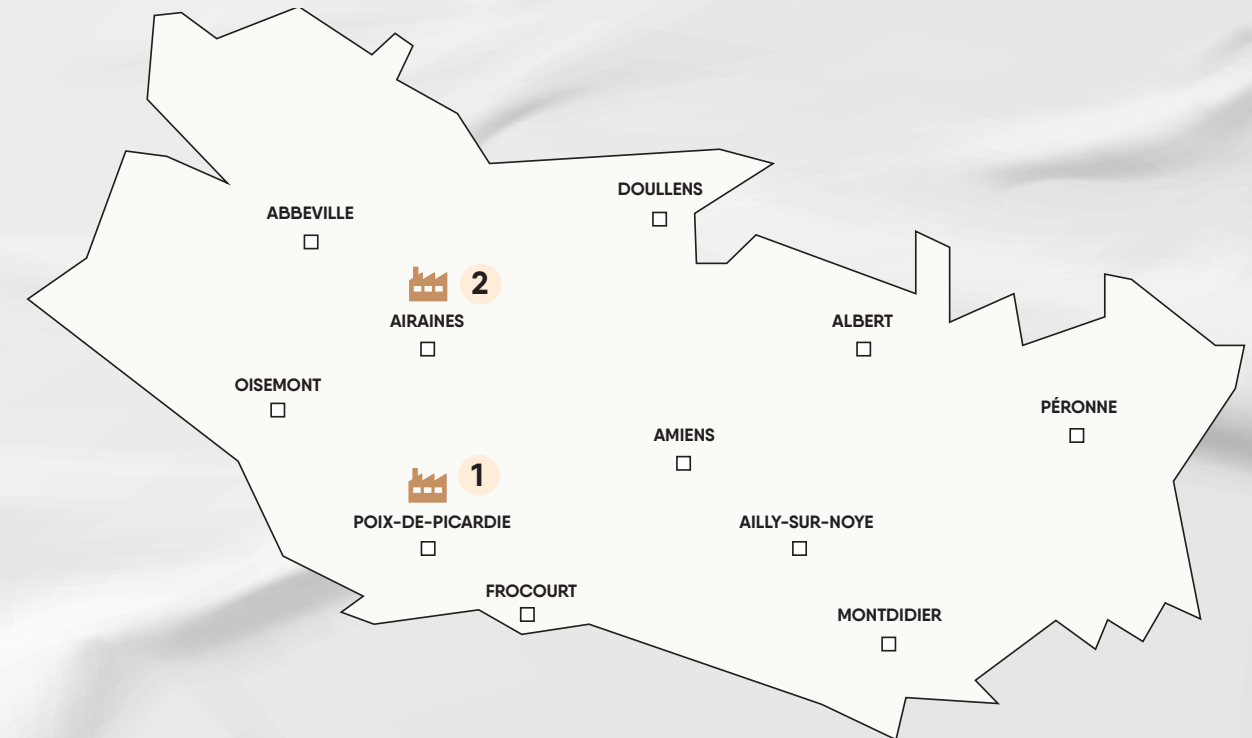 DOULLENS
ABBEVILLE
2
AIRAINES
ALBERT
OISEMONT
PÉRONNE
AMIENS
1
POIX-DE-PICARDIE
AILLY-SUR-NOYE
FROCOURT
MONTDIDIER